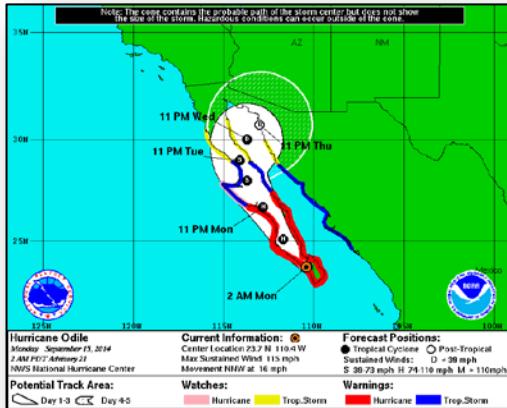 Note: The cone contains the probable path of the storm center but does not show
the size of the storm. Hazardous conditions can occur outside of the cone.
35N
AZ
NM
11 PM Wed
30N
11 PM Thu
11 PM Tue
S
S
D
D
H
11 PM Mon
25N
H
2 AM Mon
Mexico
NOAA
125W
120W
115W
110W
105W
100W
Hurricane Odile
Monday September 15, 2014
2 AM PDT Advisory 21
NWS National Hurricane Center
Current Information:
Center Location 23.7 N 110.4 W
Max Sustained Wind 115 mph
Movement NNW at 16 mph
Forecast Positions:
Tropical Cyclone Post-Tropical
Sustained Winds: D < 39 mph
S 39-73 mph H 74-110 mph M > 110mph
Potential Track Area:
Day 1-3 Day 4-5
Watches:
Hurricane Trop.Storm
Warnings:
Hurricane Trop.Storm